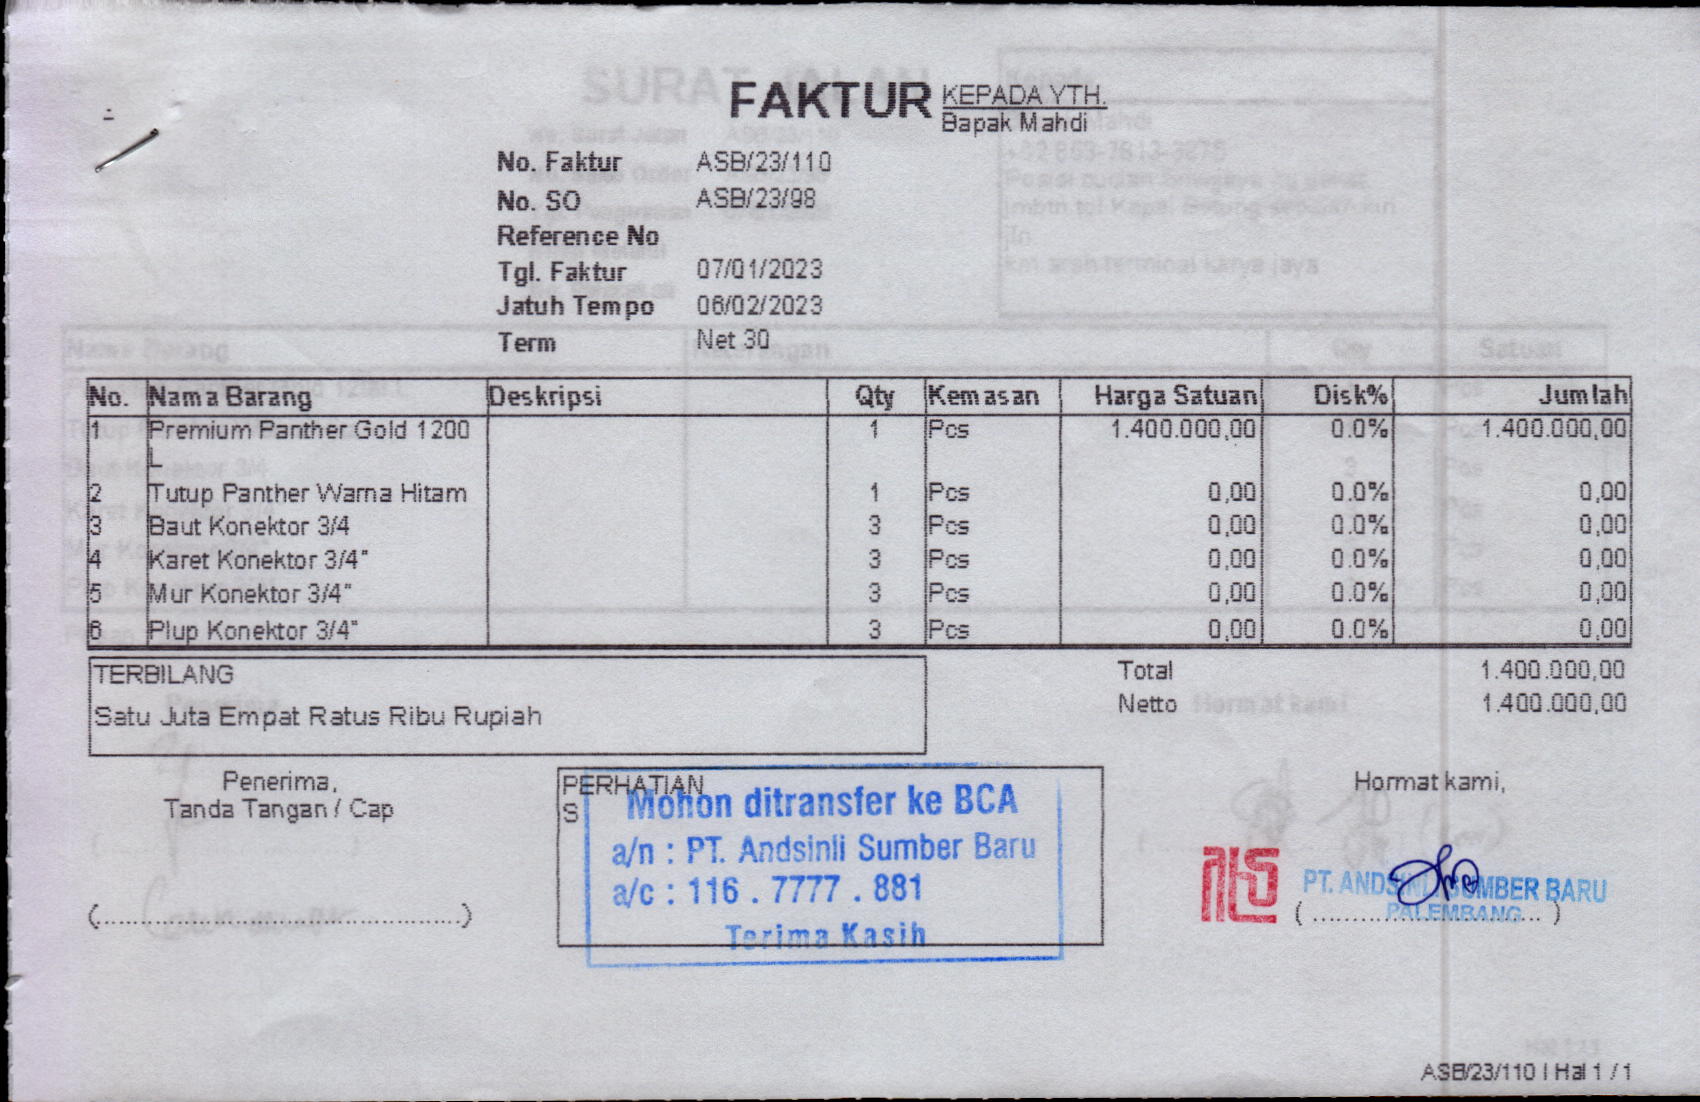 FAKTUR
KEPADA YTH.
Bapak Mahdi
No. Faktur ASB/23/110
No. SO ASB/23/98
Reference No
Tgl. Faktur 07/01/2023
Jatuh Tempo 06/02/2023
Term Net 30
No. Nama Barang Deskripsi Qty Kemasan Harga Satuan Disk% Jumlah
1 Premium Panther Gold 1200 1 Pcs 1.400.000,00 0.0% 1.400.000,00
L
2 Tutup Panther Warna Hitam 1 Pcs 0,00 0.0% 0,00
3 Baut Konektor 3/4 3 Pcs 0,00 0.0% 0,00
4 Karet Konektor 3/4" 3 Pcs 0,00 0.0% 0,00
5 Mur Konektor 3/4" 3 Pcs 0,00 0.0% 0,00
6 Plup Konektor 3/4" 3 Pcs 0,00 0.0% 0,00
TERBILANG
Satu Juta Empat Ratus Ribu Rupiah
Total 1.400.000,00
Netto 1.400.000,00
Penerima,
Tanda Tangan / Cap
(......................................................)
PERHATIAN
S
Mohon ditransfer ke BCA
a/n : PT. Andsinli Sumber Baru
a/c : 116 . 7777 . 881
Terima Kasih
Hormat kami,
PT. ANDSINLI SUMBER BARU
PALEMBANG
(...................................)
ASB/23/110 | Hal 1 / 1